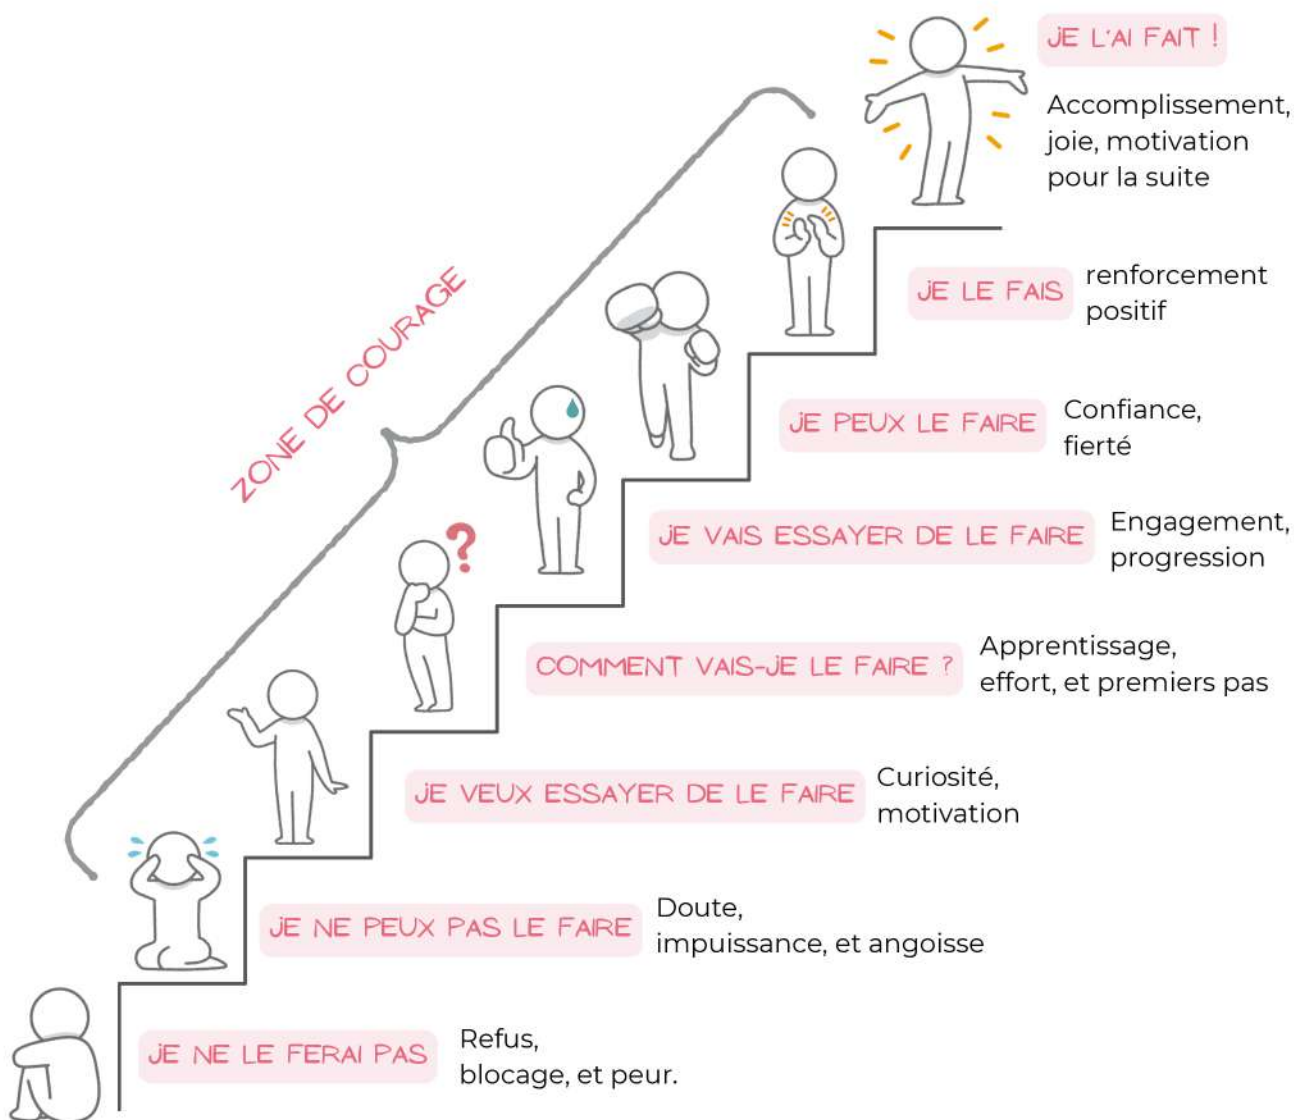 JE L'AI FAIT !
Accomplissement,
joie, motivation
pour la suite
JE LE FAIS
renforcement
positif
ZONE DE COURAGE
JE PEUX LE FAIRE
Confiance,
fierté
JE VAIS ESSAYER DE LE FAIRE
Engagement,
progression
?
COMMENT VAIS-JE LE FAIRE ?
Apprentissage,
effort, et premiers pas
JE VEUX ESSAYER DE LE FAIRE
Curiosité,
motivation
JE NE PEUX PAS LE FAIRE
Doute,
impuissance, et angoisse
JE NE LE FERAI PAS
Refus,
blocage, et peur.